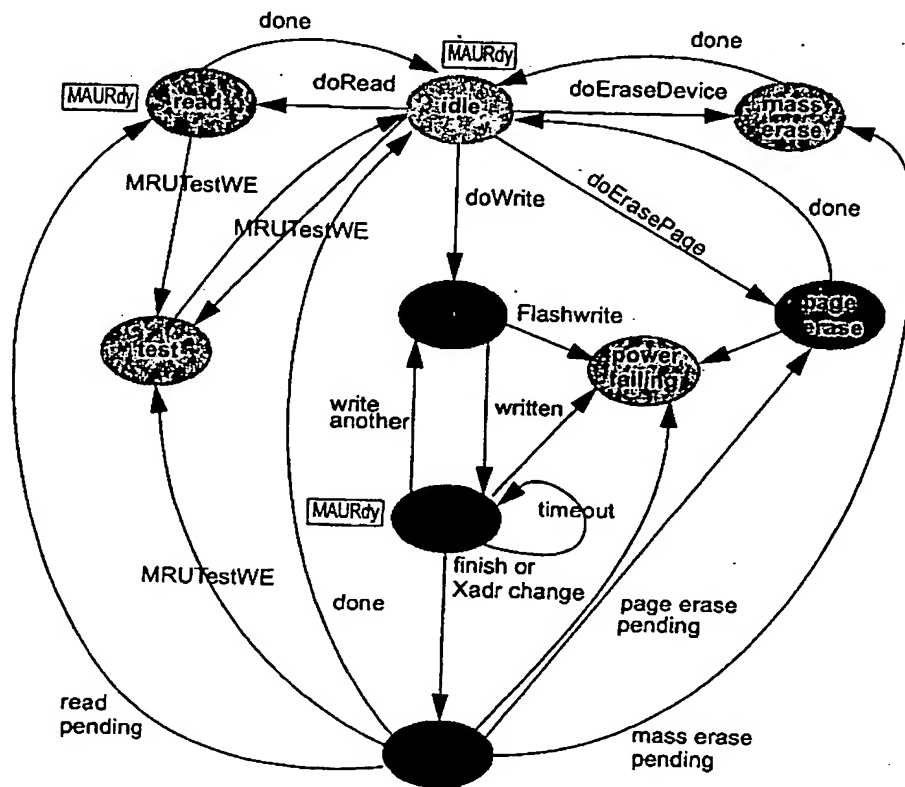 done
MAURdy
done
MAURdy
read
doRead
idle
doEraseDevice
mass
erase
MRUTestWE
MRUTestWE
doWrite
doErasePage
done
page
erase
Flashwrite
test
power
failing
write
another
written
MAURdy
timeout
finish or
Xadr change
MRUTestWE
done
page erase
pending
read
pending
mass erase
pending